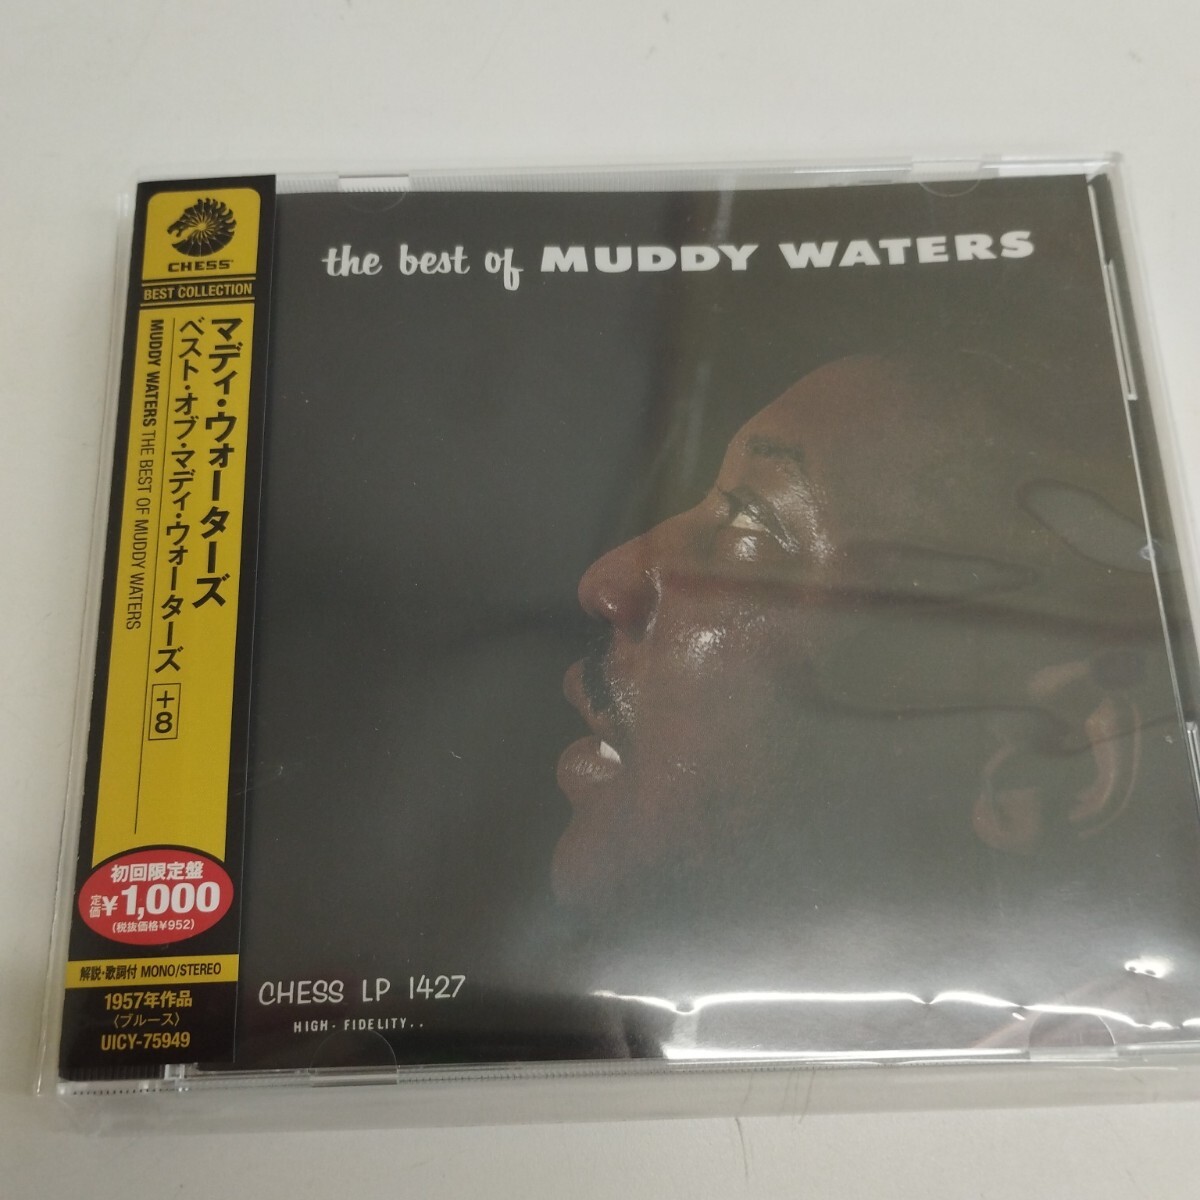 CHESS
BEST COLLECTION
マディ・ウォーターズ
ベスト・オブ・マディ・ウォーターズ +8
MUDDY WATERS THE BEST OF MUDDY WATERS
初回限定盤
定価¥1,000
(税抜価格¥952)
解説・歌詞付 MONO/STEREO
1957年作品
〈ブルース〉
UICY-75949
the best of MUDDY WATERS
CHESS LP 1427
HIGH-FIDELITY..